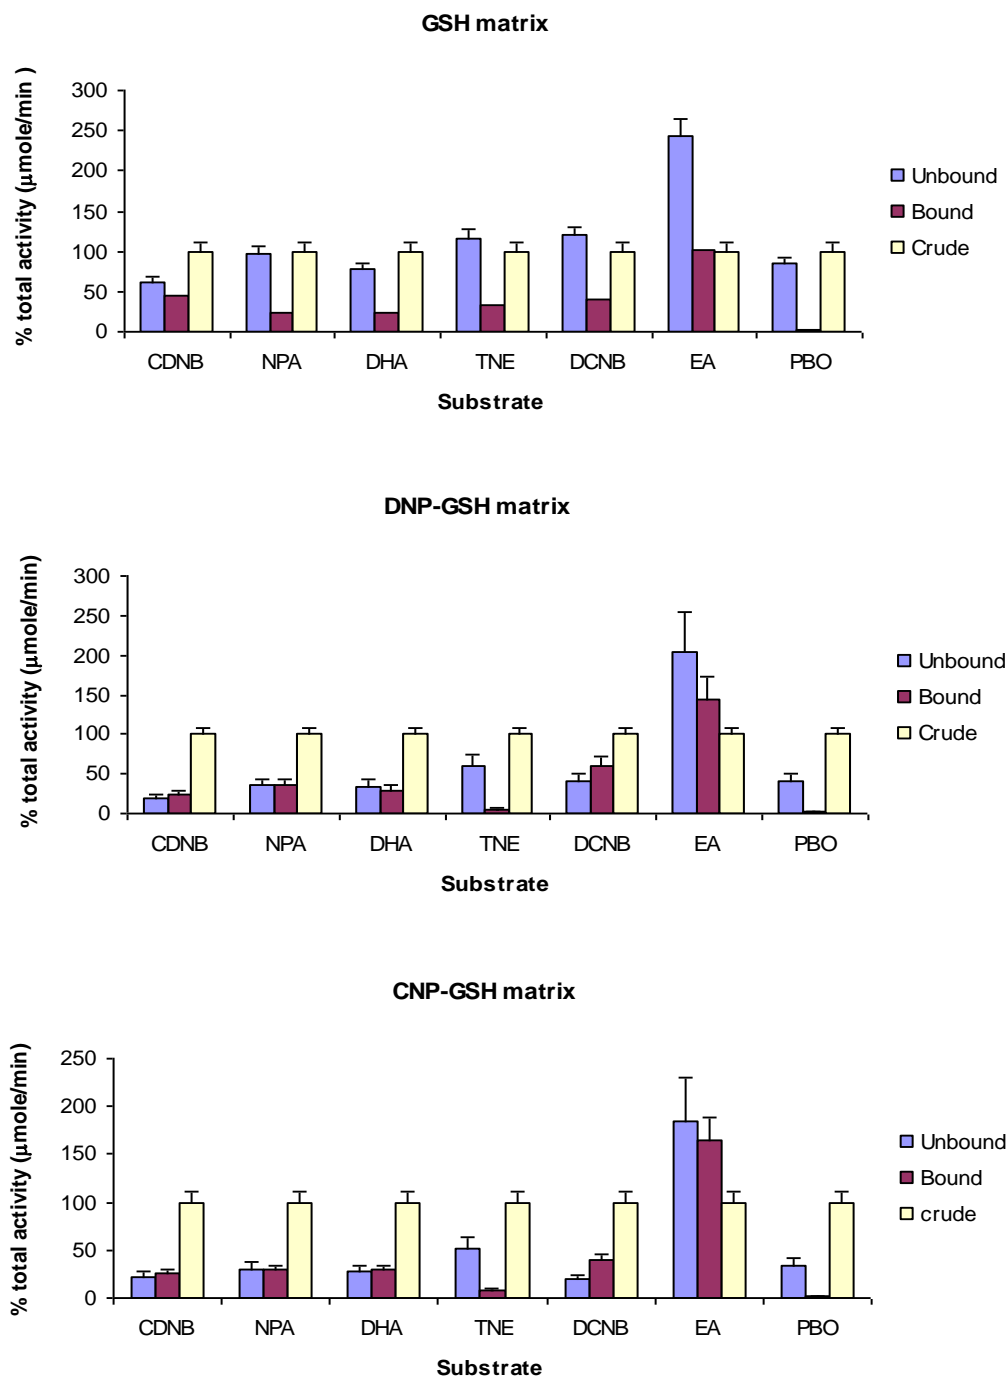 GSH matrix
% total activity (µmole/min )
300
250
200
150
100
50
0
CDNB NPA DHA TNE DCNB EA PBO
Substrate
Unbound
Bound
Crude
DNP-GSH matrix
% total activity (µmole/min)
300
250
200
150
100
50
0
CDNB NPA DHA TNE DCNB EA PBO
Substrate
Unbound
Bound
Crude
CNP-GSH matrix
% total activity (µmole/min)
250
200
150
100
50
0
CDNB NPA DHA TNE DCNB EA PBO
Substrate
Unbound
Bound
crude